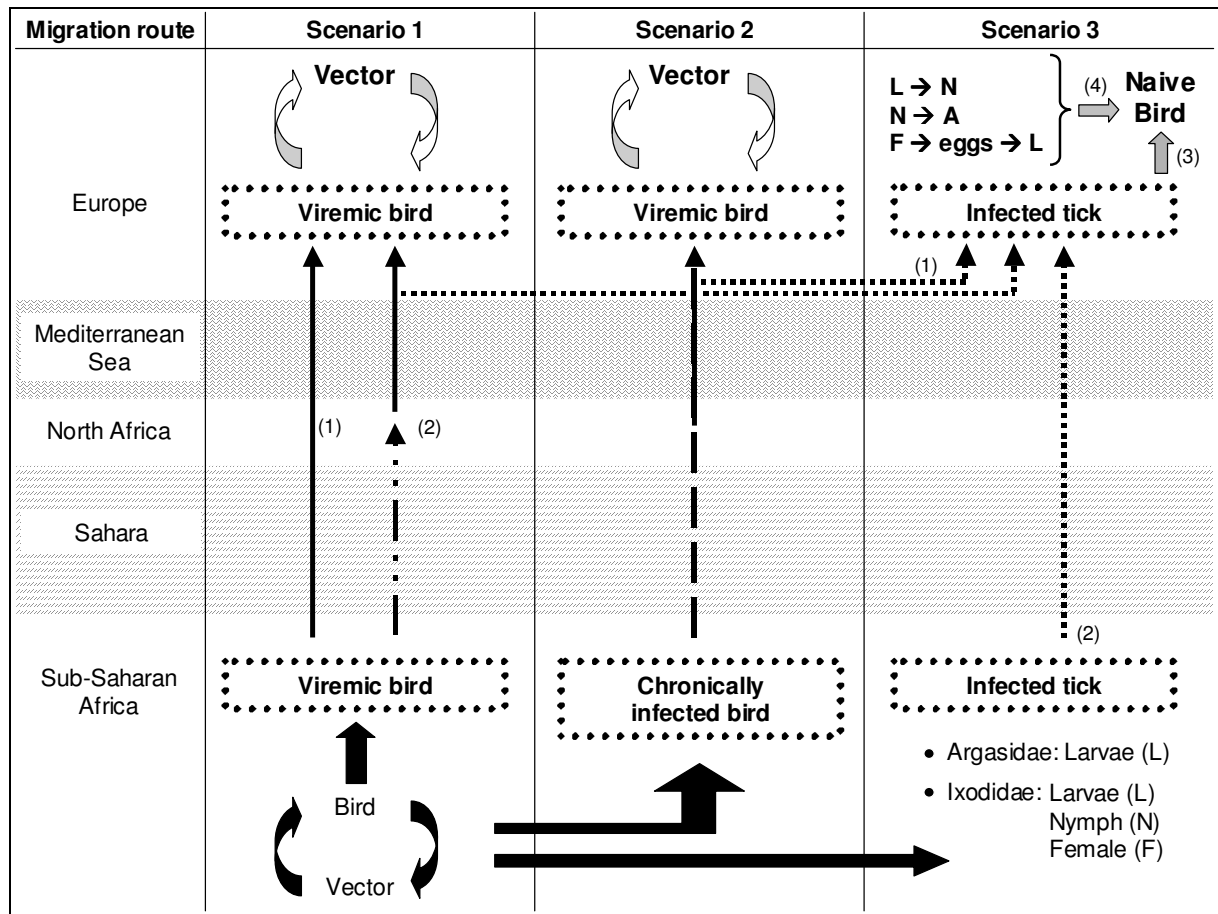 Migration route
Scenario 1
Scenario 2
Scenario 3
Europe
Vector
Viremic bird
Vector
Viremic bird
L → N
N → A
F → eggs → L
(4)
Naive
Bird
(3)
Infected tick
(1)
Mediterranean
Sea
North Africa
(1)
(2)
Sahara
(2)
Sub-Saharan
Africa
Viremic bird
Bird
Vector
Chronically
infected bird
Infected tick
• Argasidae: Larvae (L)
• Ixodidae: Larvae (L)
Nymph (N)
Female (F)